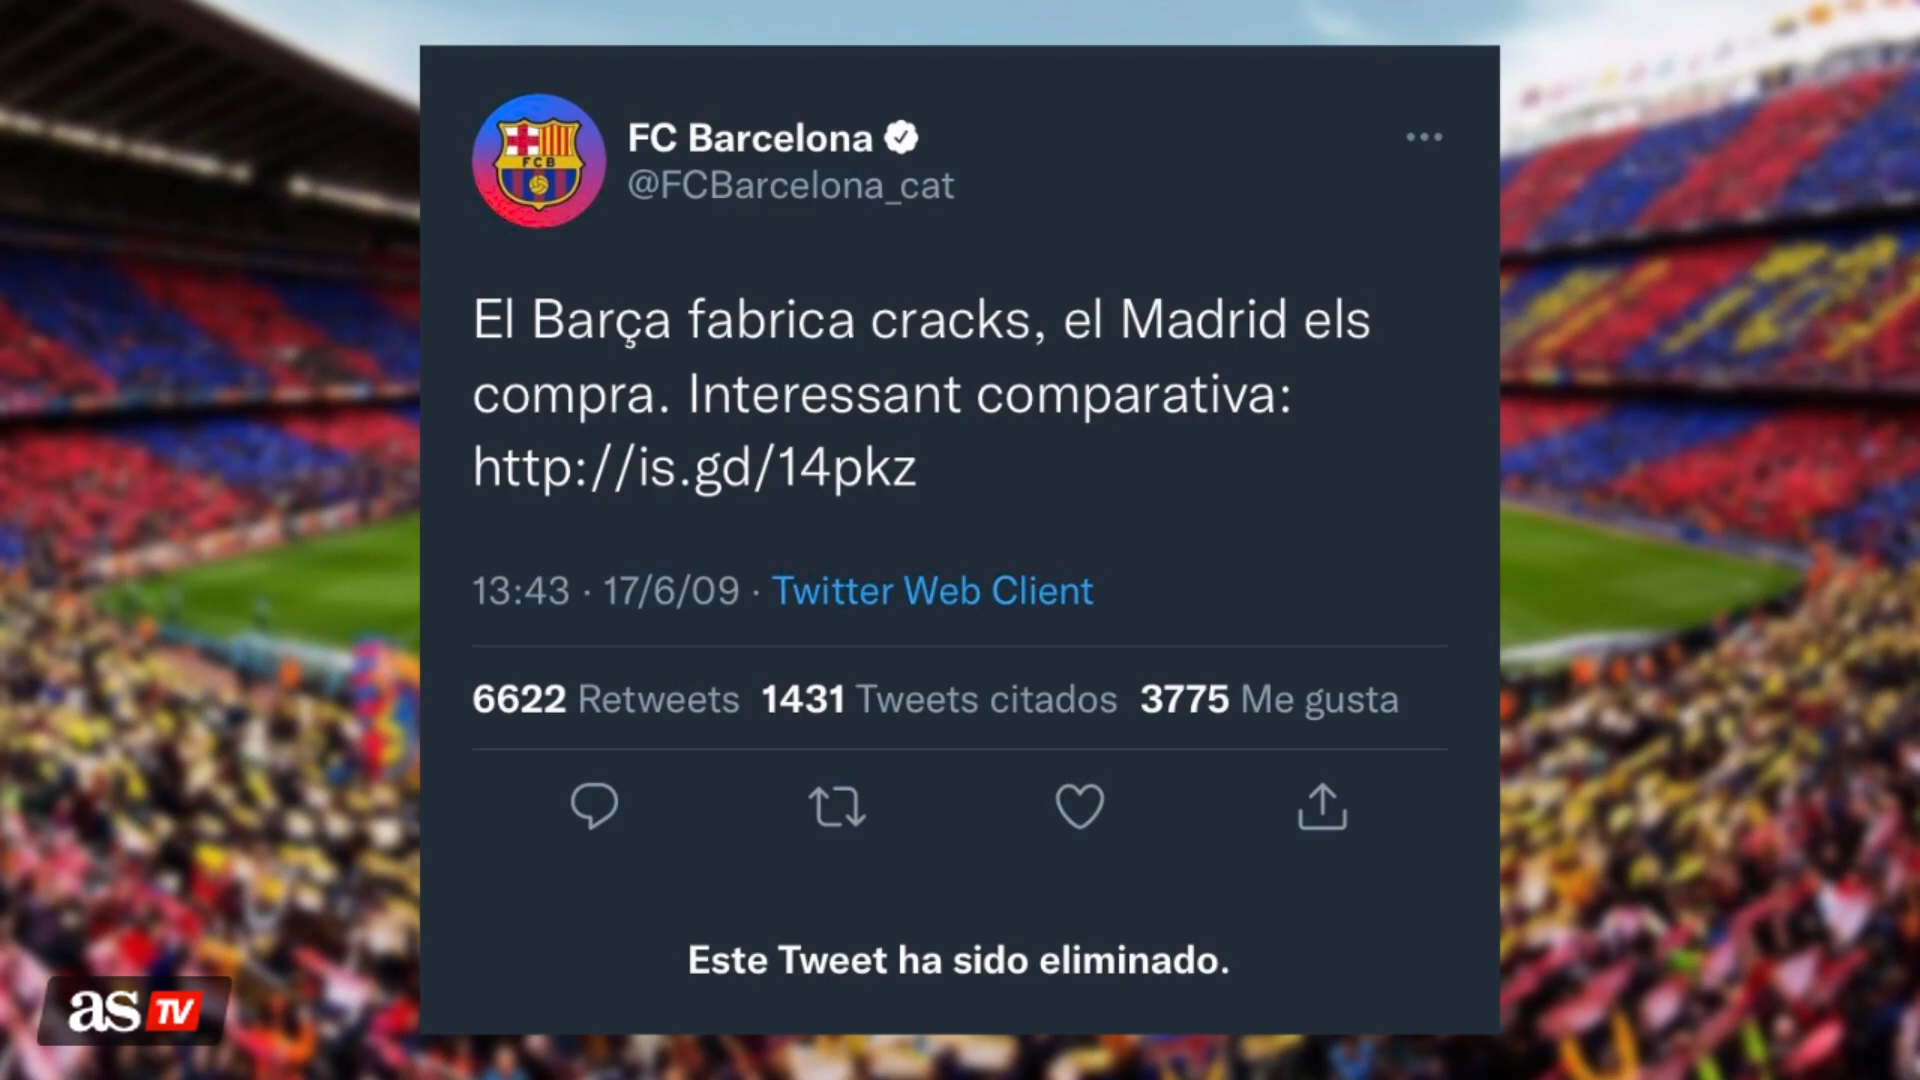 FCB
FC Barcelona
@FCBarcelona_cat
El Barça fabrica cracks, el Madrid els
compra. Interessant comparativa:
http://is.gd/14pkz
13:43 · 17/6/09 · Twitter Web Client
6622 Retweets 1431 Tweets citados 3775 Me gusta
Este Tweet ha sido eliminado.
as TV